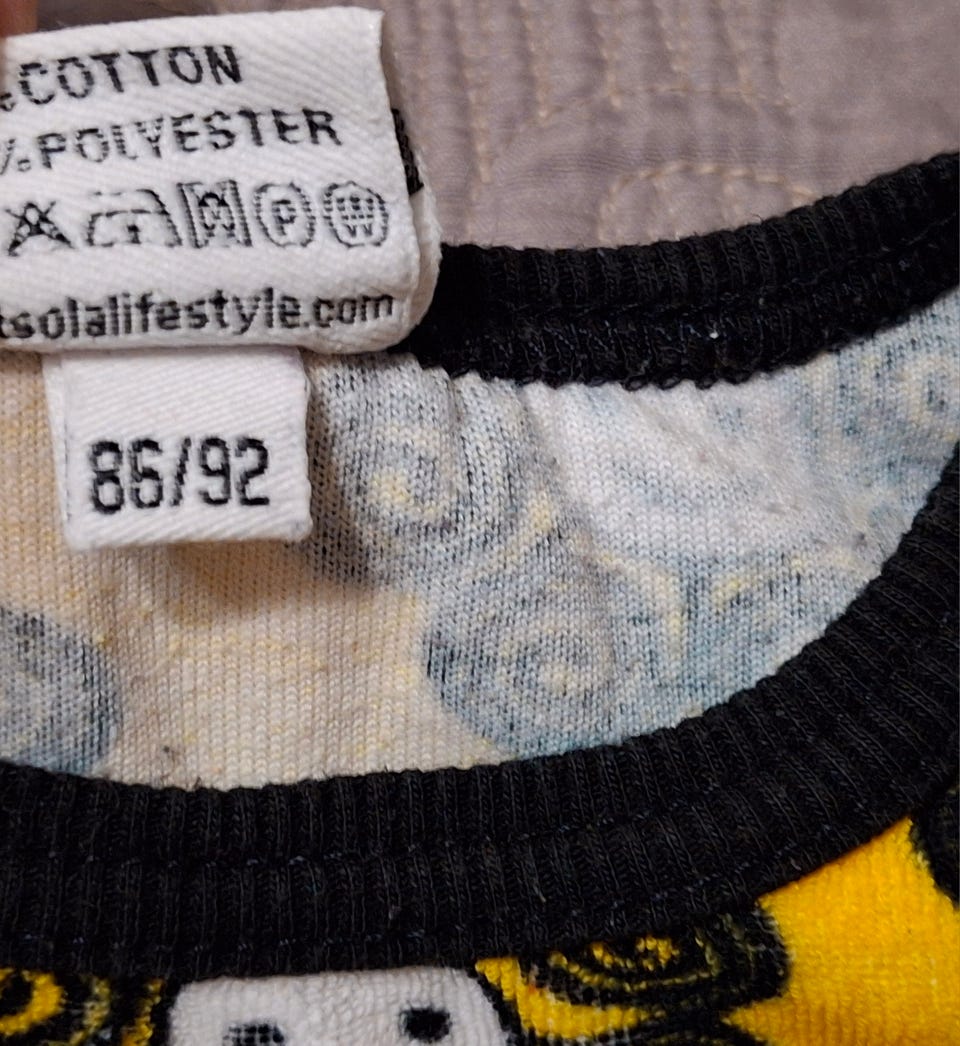 COTTON
% POLYESTER
P W
tsolalifestyle.com
86/92